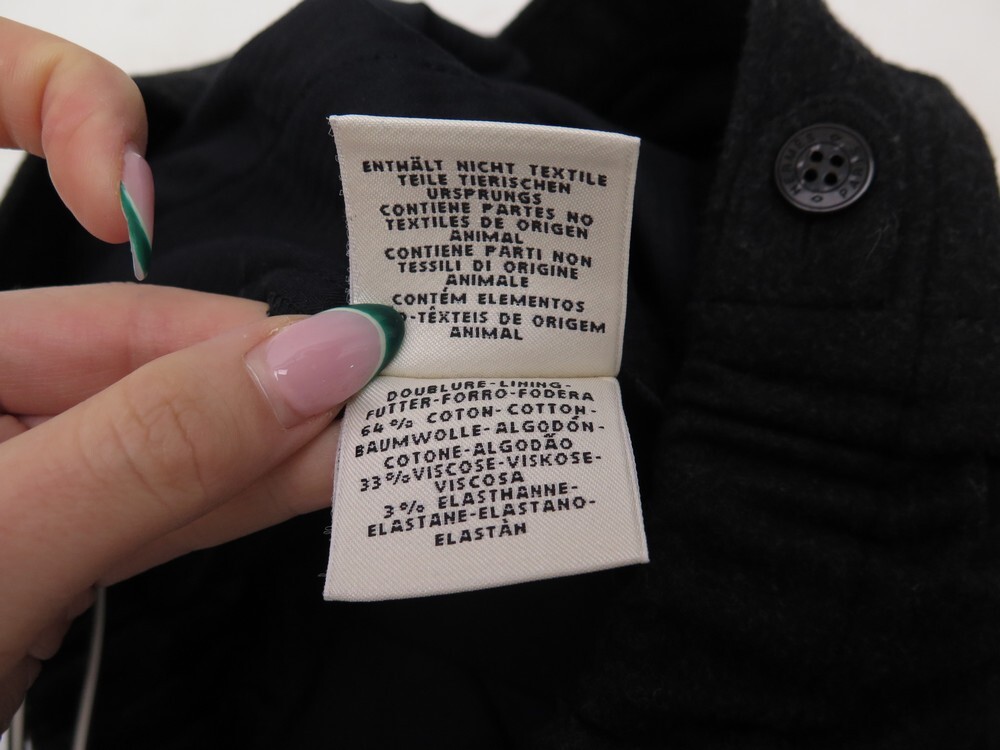 ENTHÄLT NICHT TEXTILE
TEILE TIERISCHEN
URSPRUNGS
CONTIENE PARTES NO
TEXTILES DE ORIGEN
ANIMAL
CONTIENE PARTI NON
TESSILI DI ORIGINE
ANIMALE
CONTÉM ELEMENTOS
O-TÊXTEIS DE ORIGEM
ANIMAL
DOUBLURE-LINING-
FUTTER-FORRO-FODERA
64% COTON-COTTON-
BAUMWOLLE-ALGODÓN-
COTONE-ALGODÃO
33%VISCOSE-VISKOSE-
VISCOSA
3% ELASTHANNE-
ELASTANE-ELASTANO-
ELASTÀN